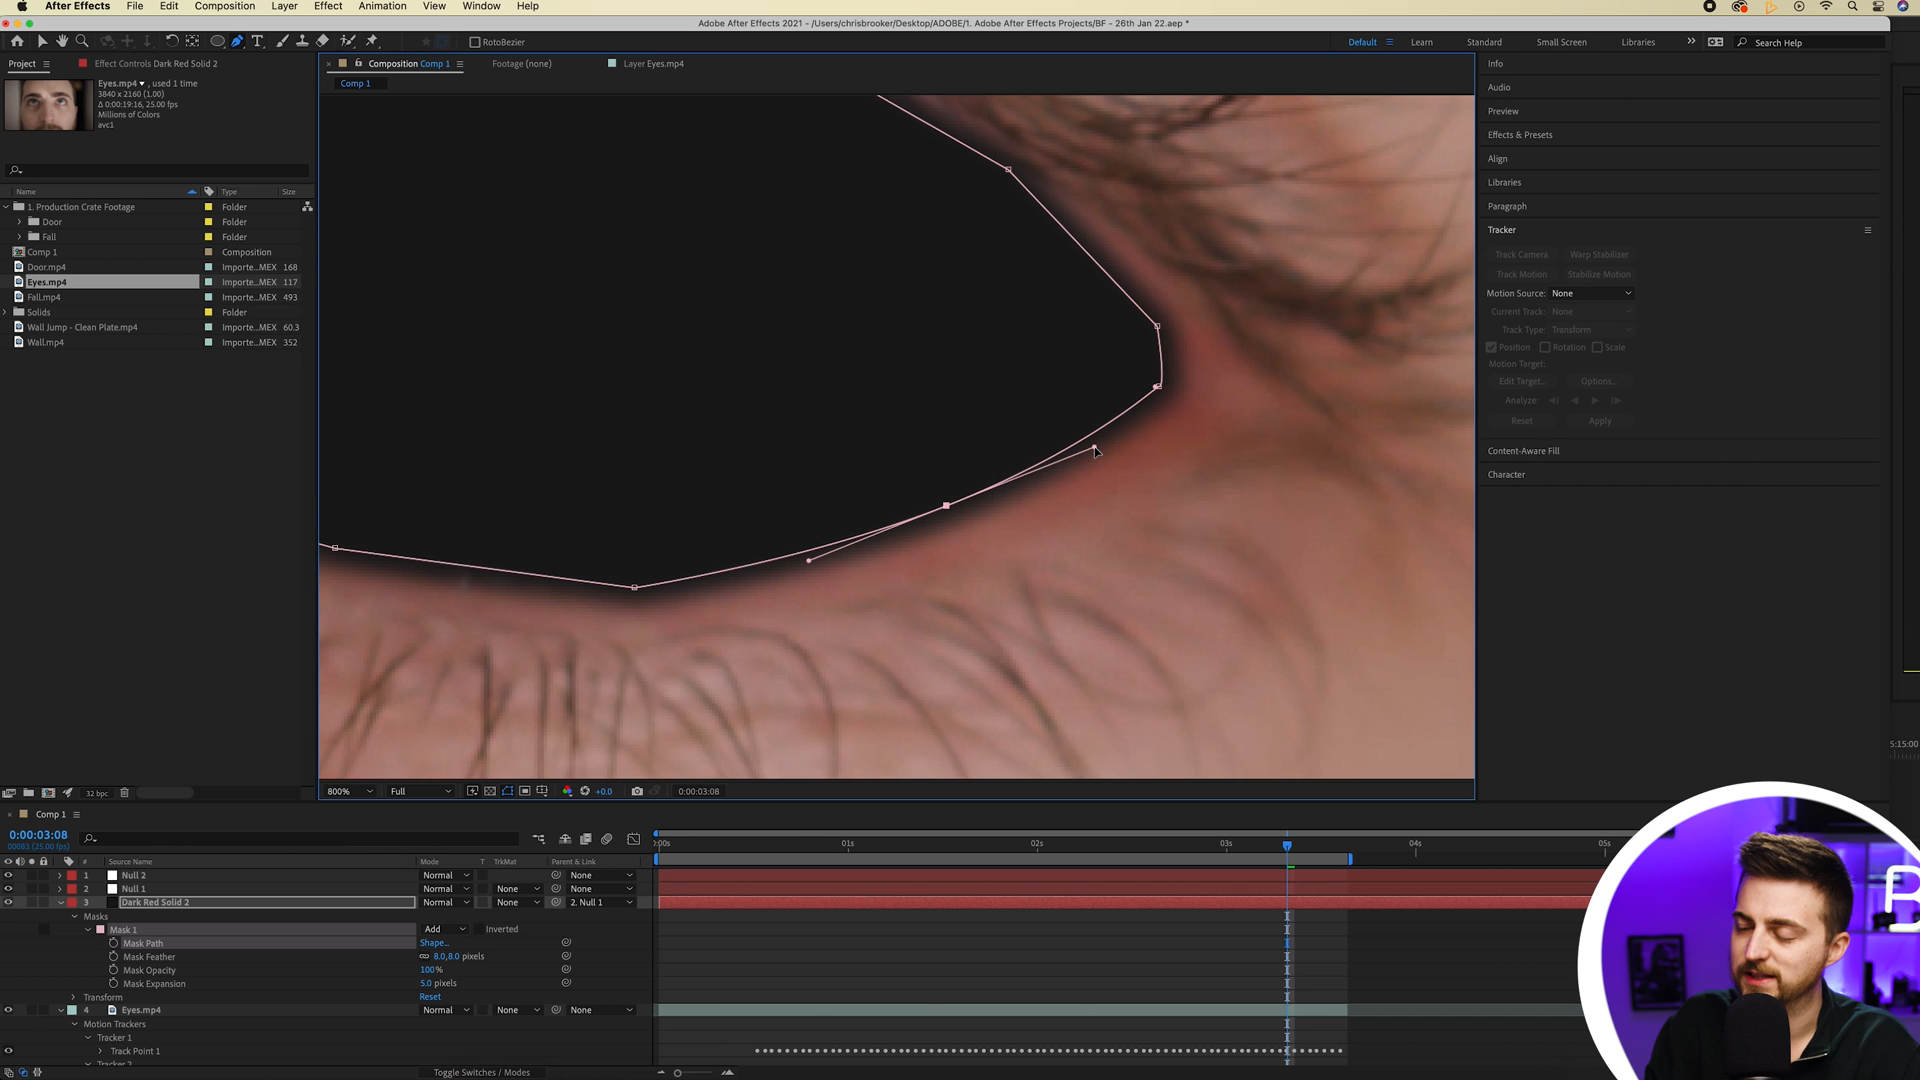 After Effects File Edit Composition Layer Effect Animation View Window Help
Adobe After Effects 2021 - /Users/chrisbrooker/Desktop/ADOBE/1. Adobe After Effects Projects/BF - 26th Jan 22.aep *
RotoBezier
Default Learn Standard Small Screen Libraries Search Help
Project Effect Controls Dark Red Solid 2
Composition Comp 1 Footage (none) Layer Eyes.mp4
Comp 1
Eyes.mp4 , used 1 time
3840 x 2160 (1.00)
Δ 0:00:19:16, 25.00 fps
Millions of Colors
avc1
Name Type Size
1. Production Crate Footage Folder
Door Folder
Fall Folder
Comp 1 Composition
Door.mp4 Importe...MEX 168
Eyes.mp4 Importe...MEX 117
Fall.mp4 Importe...MEX 493
Solids Folder
Wall Jump - Clean Plate.mp4 Importe...MEX 60.3
Wall.mp4 Importe...MEX 352
32 bpc
Info
Audio
Preview
Effects & Presets
Align
Libraries
Paragraph
Tracker
Track Camera Warp Stabilizer
Track Motion Stabilize Motion
Motion Source: None
Current Track: None
Track Type: Transform
Position Rotation Scale
Motion Target:
Edit Target... Options...
Analyze:
Reset Apply
Content-Aware Fill
Character
5:15:00
800% Full +0.0 0:00:03:08
Comp 1
0:00:03:08
00083 (25.00 fps)
:00s 01s 02s 03s 04s 05s
# Source Name Mode T TrkMat Parent & Link
1 Null 2 Normal None
2 Null 1 Normal None None
3 Dark Red Solid 2 Normal None 2. Null 1
Masks
Mask 1 Add Inverted
Mask Path Shape...
Mask Feather 8.0,8.0 pixels
Mask Opacity 100%
Mask Expansion 5.0 pixels
Transform Reset
4 Eyes.mp4 Normal None None
Motion Trackers
Tracker 1
Track Point 1
Tracker 2
Toggle Switches / Modes